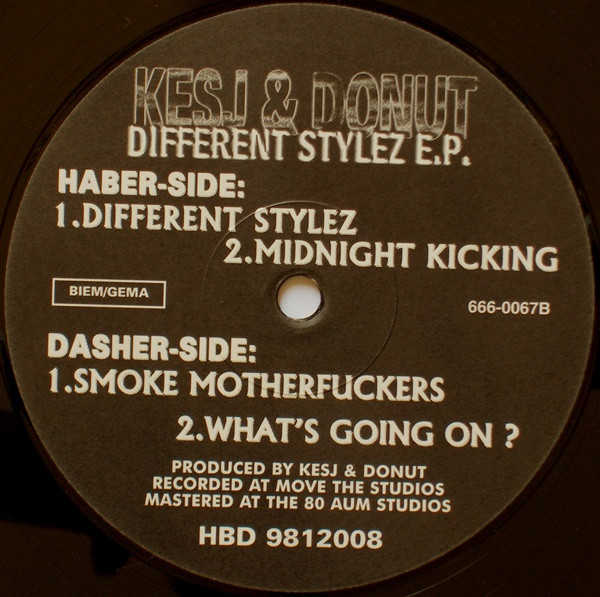 KESJ & DONUT
DIFFERENT STYLEZ E.P.
HABER-SIDE:
1.DIFFERENT STYLEZ
2.MIDNIGHT KICKING
BIEM/GEMA
666-0067B
DASHER-SIDE:
1.SMOKE MOTHERFUCKERS
2.WHAT'S GOING ON ?
PRODUCED BY KESJ & DONUT
RECORDED AT MOVE THE STUDIOS
MASTERED AT THE 80 AUM STUDIOS
HBD 9812008